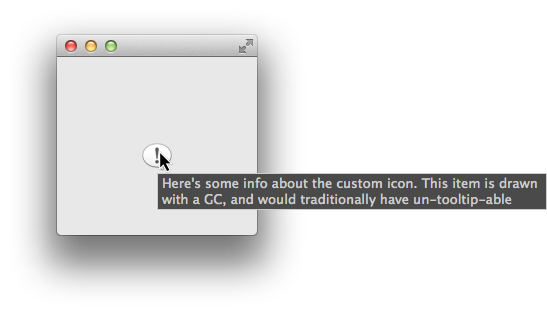 !
Here's some info about the custom icon. This item is drawn
with a GC, and would traditionally have un-tooltip-able